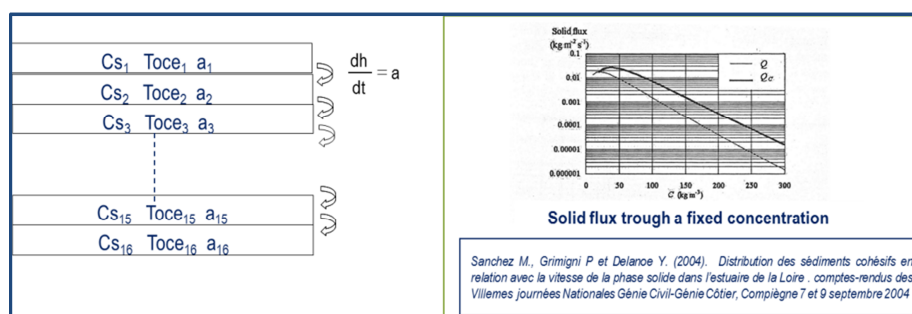 Cs₁ Toce₁ a₁
Cs₂ Toce₂ a₂
Cs₃ Toce₃ a₃
Cs₁₅ Toce₁₅ a₁₅
Cs₁₆ Toce₁₆ a₁₆
dh
dt
= a
Solid flux
(kg m⁻² s⁻¹)
0.1
0.01
0.001
0.0001
0.00001
0.000001
Q
Qc
0 50 100 150 200 250 300
C (kg m⁻³)
Solid flux trough a fixed concentration
Sanchez M., Grimigni P et Delanoe Y. (2004). Distribution des sédiments cohésifs en
relation avec la vitesse de la phase solide dans l'estuaire de la Loire . comptes-rendus des
VIIIemes journées Nationales Génie Civil-Génie Côtier, Compiègne 7 et 9 septembre 2004